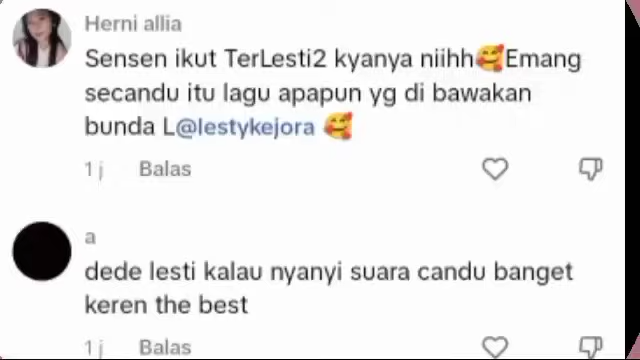 Herni allia
Sensen ikut TerLesti2 kyanya niihh🥰Emang
secandu itu lagu apapun yg di bawakan
bunda L@lestykejora 🥰
1 j Balas
a
dede lesti kalau nyanyi suara candu banget
keren the best
1 j Balas